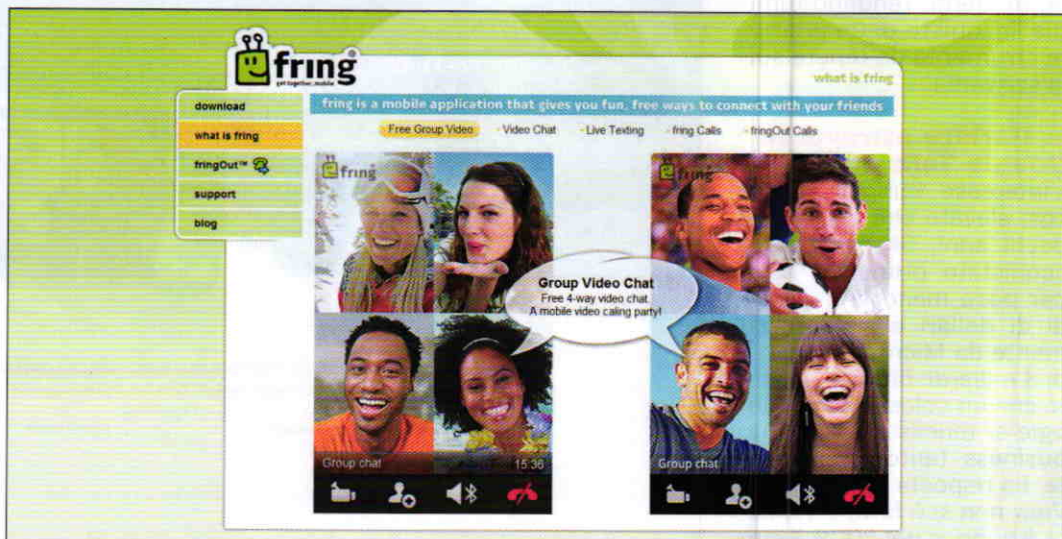 fring®
get together, mobile
what is fring
download
what is fring
fringOut™
support
blog
fring is a mobile application that gives you fun, free ways to connect with your friends
Free Group Video
Video Chat
Live Texting
fring Calls
fringOut Calls
fring
fring
Group Video Chat
Free 4-way video chat.
A mobile video caling party!
Group chat
15:36
Group chat